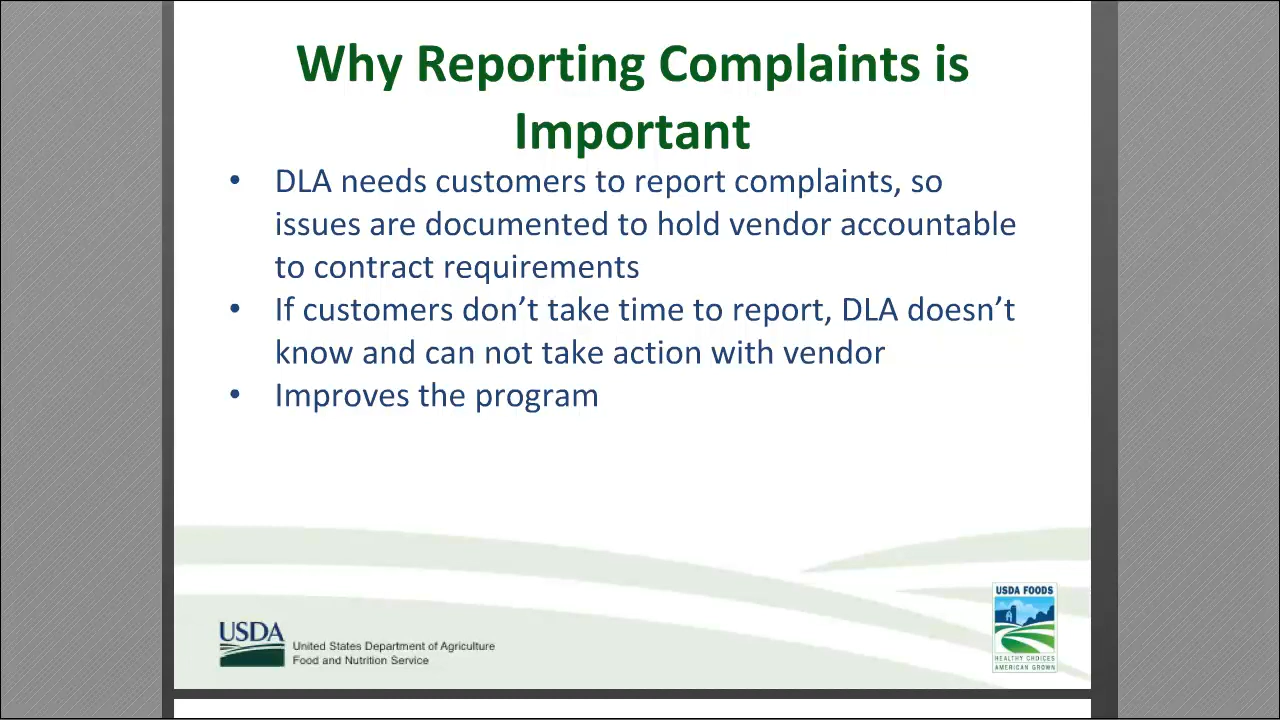 Why Reporting Complaints is
Important
• DLA needs customers to report complaints, so
issues are documented to hold vendor accountable
to contract requirements
• If customers don’t take time to report, DLA doesn’t
know and can not take action with vendor
• Improves the program
USDA
United States Department of Agriculture
Food and Nutrition Service
USDA FOODS
HEALTHY CHOICES
AMERICAN GROWN